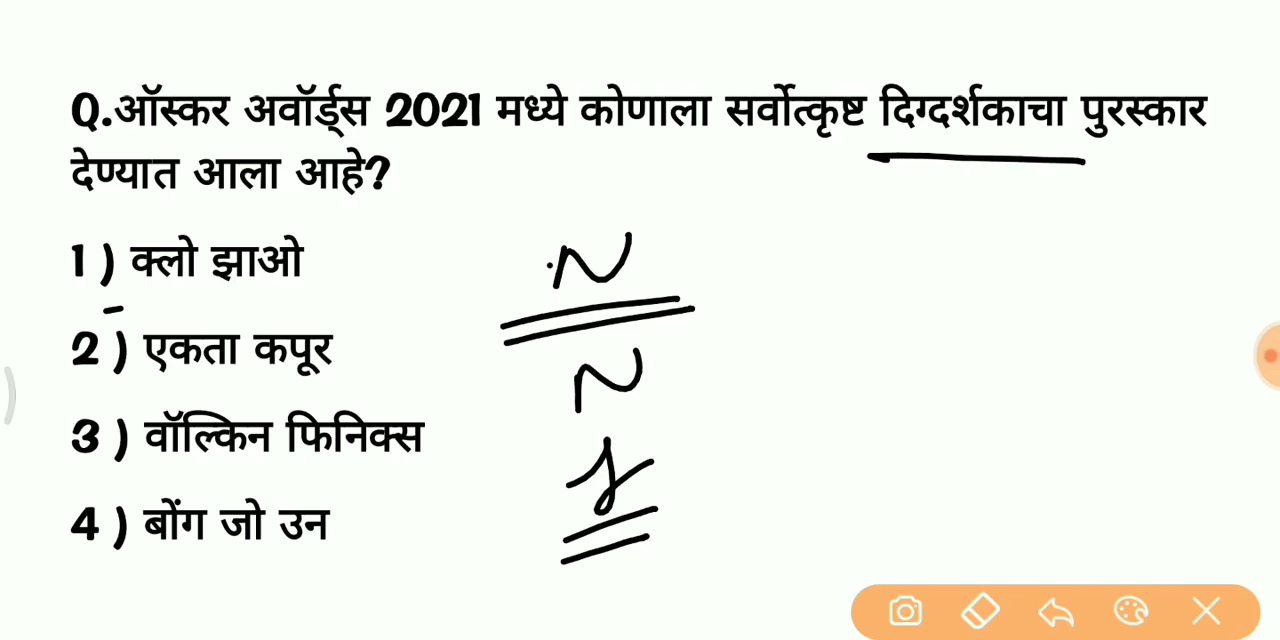 Q.ऑस्कर अवॉर्ड्स 2021 मध्ये कोणाला सर्वोत्कृष्ट दिग्दर्शकाचा पुरस्कार
देण्यात आला आहे?
1 ) क्लो झाओ
2 ) एकता कपूर
3 ) वॉल्किन फिनिक्स
4 ) बोंग जो उन
N
N